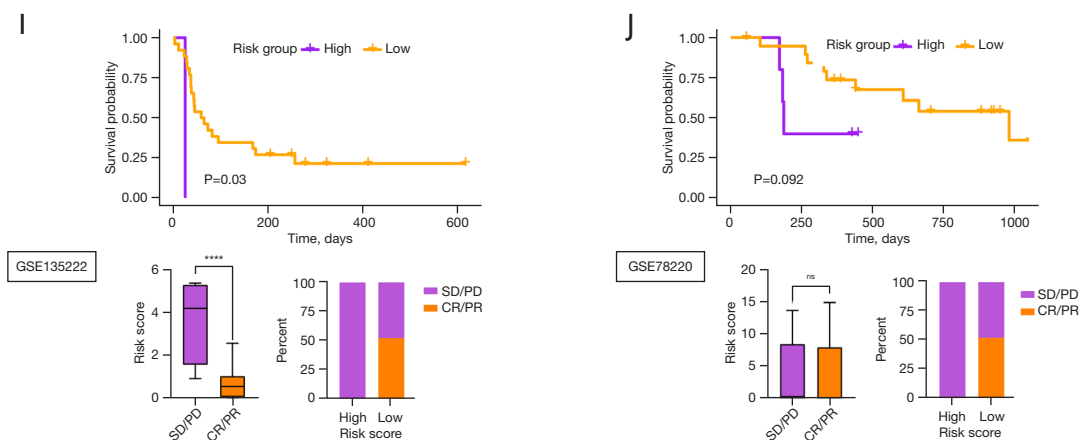 I
Risk group High Low
Survival probability
1.00
0.75
0.50
0.25
0.00
P=0.03
0 200 400 600
Time, days
GSE135222
Risk score
6
4
2
0
****
SD/PD CR/PR
Percent
100
75
50
25
0
SD/PD
CR/PR
High Low
Risk score
J
Risk group High Low
Survival probability
1.00
0.75
0.50
0.25
0.00
P=0.092
0 250 500 750 1000
Time, days
GSE78220
Risk score
20
15
10
5
0
ns
SD/PD CR/PR
Percent
100
75
50
25
0
SD/PD
CR/PR
High Low
Risk score